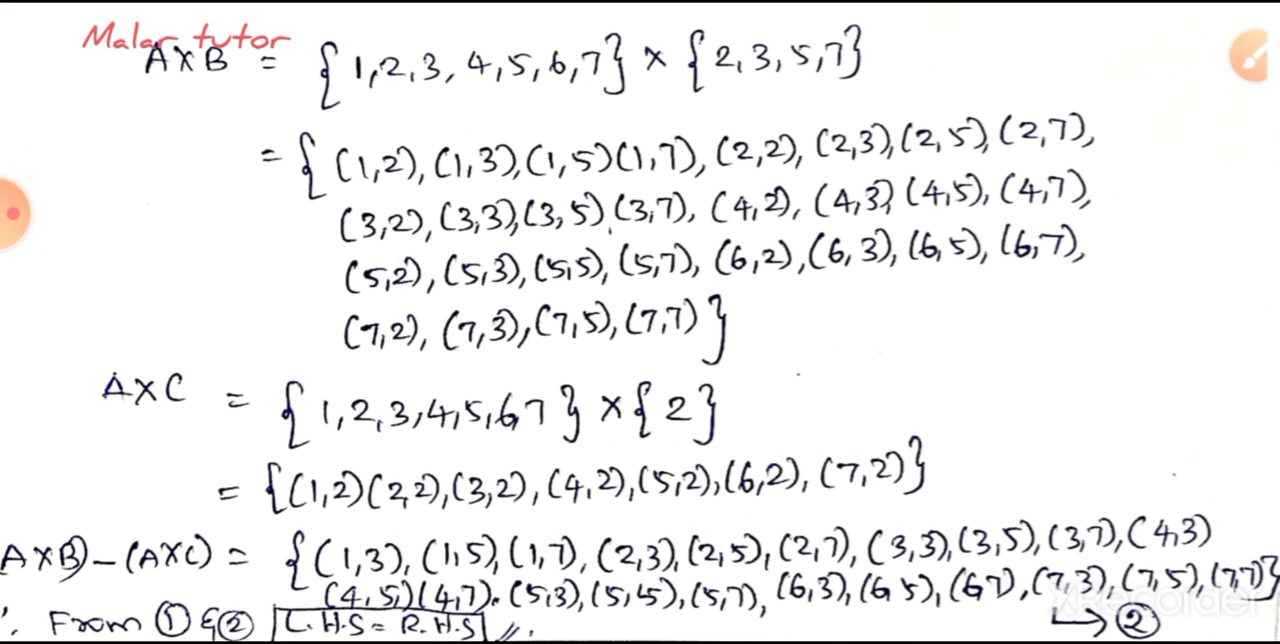 Malar tutor
A×B = {1,2,3,4,5,6,7} × {2,3,5,7}
= {(1,2),(1,3),(1,5)(1,7),(2,2),(2,3),(2,5),(2,7),
(3,2),(3,3),(3,5)(3,7),(4,2),(4,3)(4,5),(4,7),
(5,2),(5,3),(5,5),(5,7),(6,2),(6,3),(6,5),(6,7),
(7,2),(7,3),(7,5),(7,7)}
A×C = {1,2,3,4,5,6,7} × {2}
= {(1,2)(2,2),(3,2),(4,2),(5,2),(6,2),(7,2)}
A×B)-(A×C) = {(1,3),(1,5)(1,7),(2,3),(2,5),(2,7),(3,3),(3,5),(3,7),(4,3)
(4,5)(4,7).(5,3),(5,5),(5,7),(6,3),(6,5),(6,7),(7,3),(7,5),(7,7)}
From ① & ② L.H.S = R.H.S → ②
XRecorder